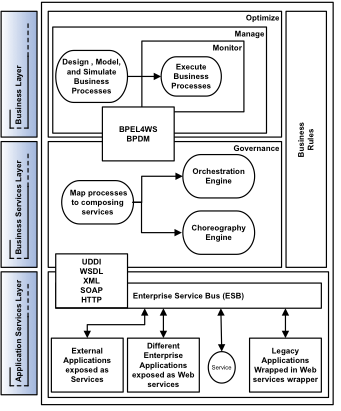 Optimize
Manage
Monitor
Business Layer
Design , Model,
and Simulate
Business
Processes
Execute
Business
Processes
BPEL4WS
BPDM
Business
Rules
Governance
Business Services Layer
Map processes
to composing
services
Orchestration
Engine
Choreography
Engine
UDDI
WSDL
XML
SOAP
HTTP
Enterprise Service Bus (ESB)
Application Services Layer
External
Applications
exposed as
Services
Different
Enterprise
Applications
exposed as Web
services
Service
Legacy
Applications
Wrapped in Web
services wrapper